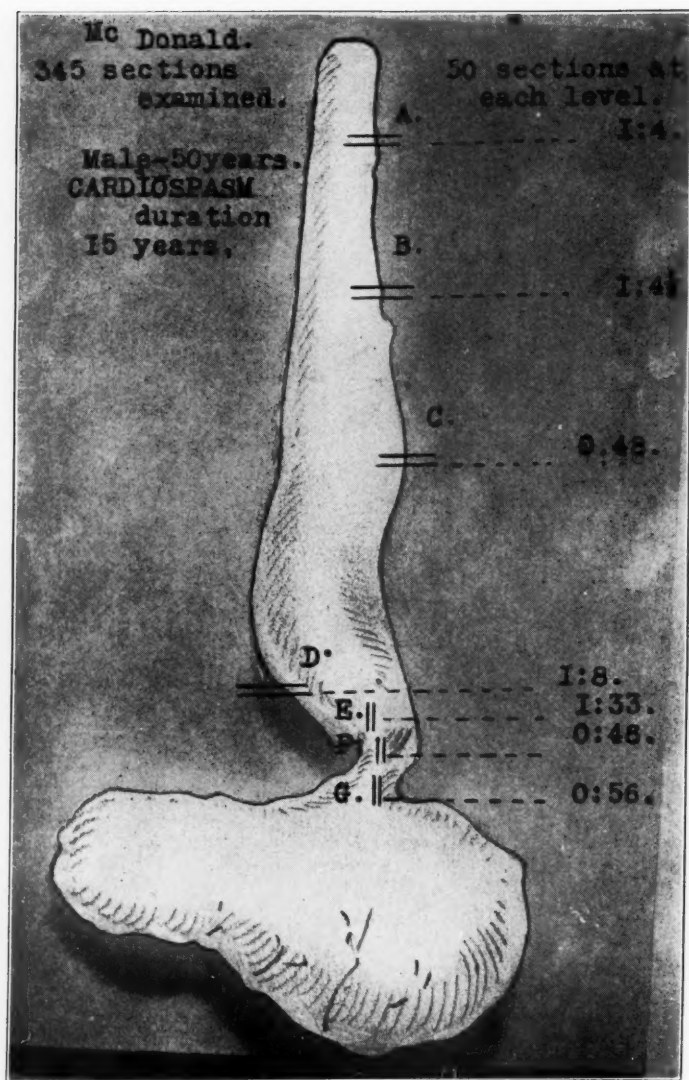 Mc Donald.
345 sections
examined.
50 sections at
each level.
A.
I:4.
Male-50years.
CARDIOSPASM
duration
15 years,
B.
C.
0:48.
D.
I:8.
E.
I:33.
F
0:48.
G.
0:56.